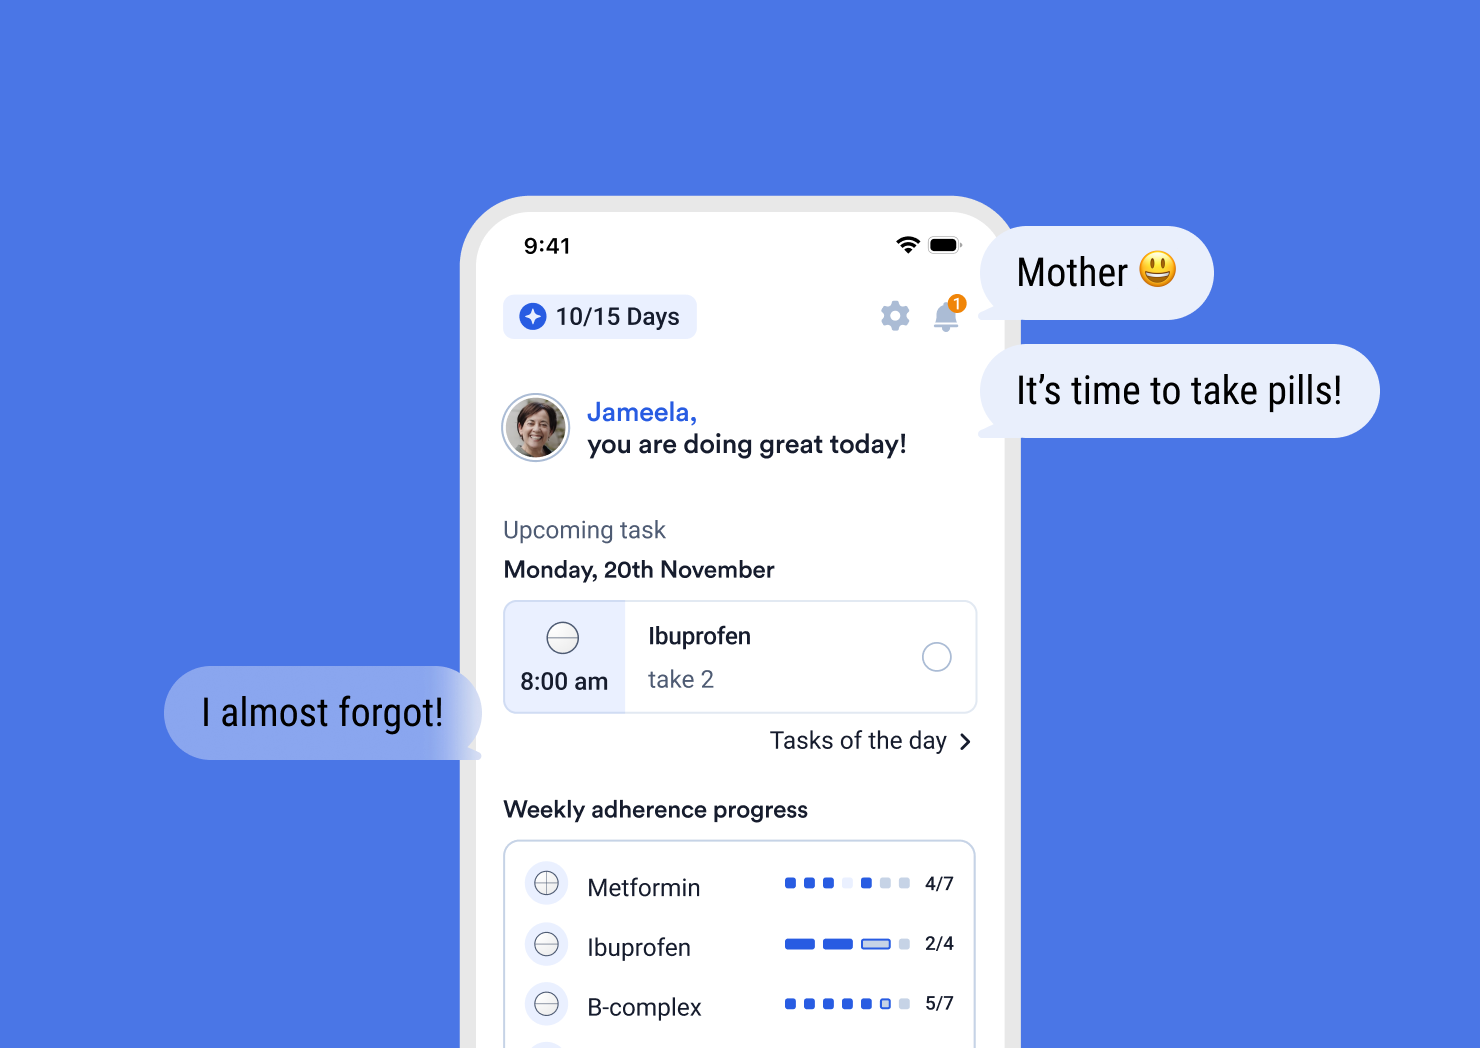 9:41
Mother 😃
10/15 Days
1
It’s time to take pills!
Jameela,
you are doing great today!
Upcoming task
Monday, 20th November
Ibuprofen
take 2
8:00 am
I almost forgot!
Tasks of the day
Weekly adherence progress
Metformin 4/7
Ibuprofen 2/4
B-complex 5/7